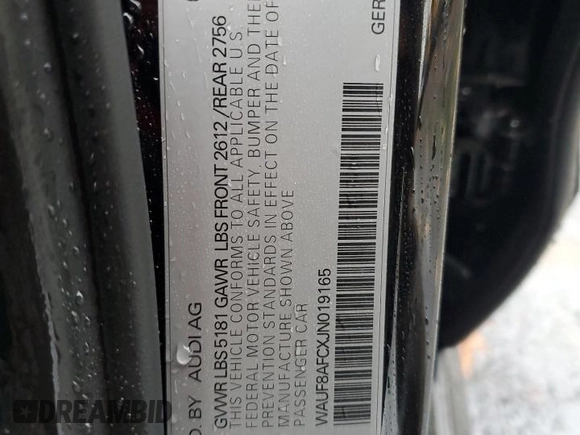 D BY AUDI AG
GVWR LBS 5181 GAWR LBS FRONT 2612 /REAR 2756
THIS VEHICLE CONFORMS TO ALL APPLICABLE U.S.
FEDERAL MOTOR VEHICLE SAFETY, BUMPER AND THE
PREVENTION STANDARDS IN EFFECT ON THE DATE OF
MANUFACTURE SHOWN ABOVE
PASSENGER CAR
WAUF8AFCXJN019165
GER
DREAMBID